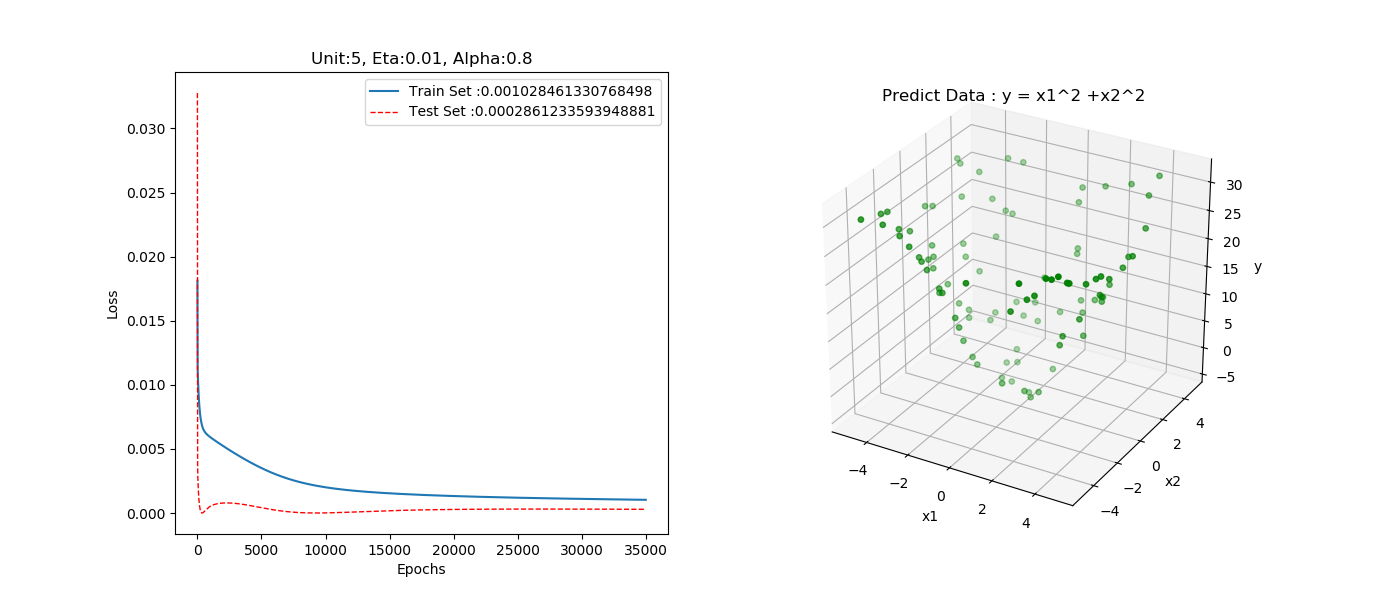 Unit:5, Eta:0.01, Alpha:0.8
Train Set :0.001028461330768498
Test Set :0.0002861233593948881
0.030
0.025
0.020
0.015
0.010
0.005
0.000
Loss
0 5000 10000 15000 20000 25000 30000 35000
Epochs
Predict Data : y = x1^2 +x2^2
30
25
20
15
10
5
0
−5
y
−4 −2 0 2 4
x1
−4 −2 0 2 4
x2